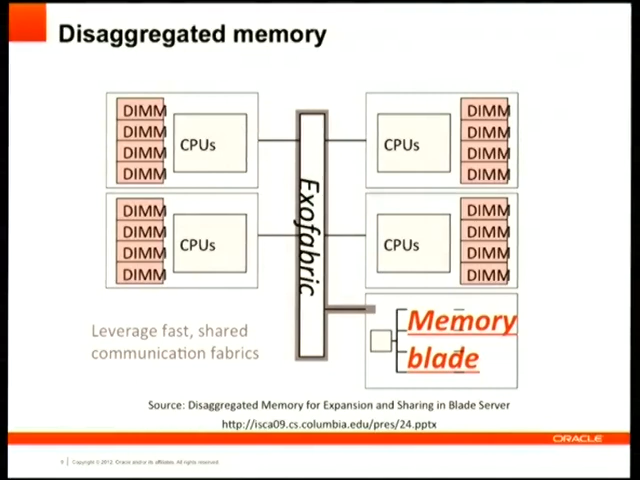 Disaggregated memory
DIMM
DIMM
DIMM
DIMM
CPUs
CPUs
DIMM
DIMM
DIMM
DIMM
DIMM
DIMM
DIMM
DIMM
CPUs
CPUs
DIMM
DIMM
DIMM
DIMM
Exofabric
Memory
blade
Leverage fast, shared
communication fabrics
Source: Disaggregated Memory for Expansion and Sharing in Blade Server
http://isca09.cs.columbia.edu/pres/24.pptx
ORACLE
Copyright © 2012, Oracle and/or its affiliates. All rights reserved.